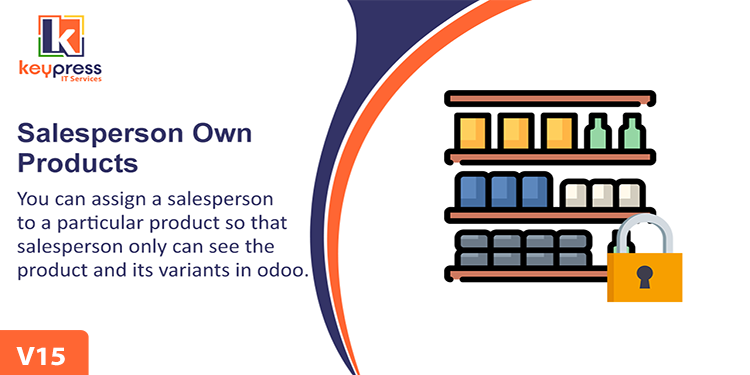 k
keypress
IT Services
Salesperson Own
Products
You can assign a salesperson
to a particular product so that
salesperson only can see the
product and its variants in odoo.
V15